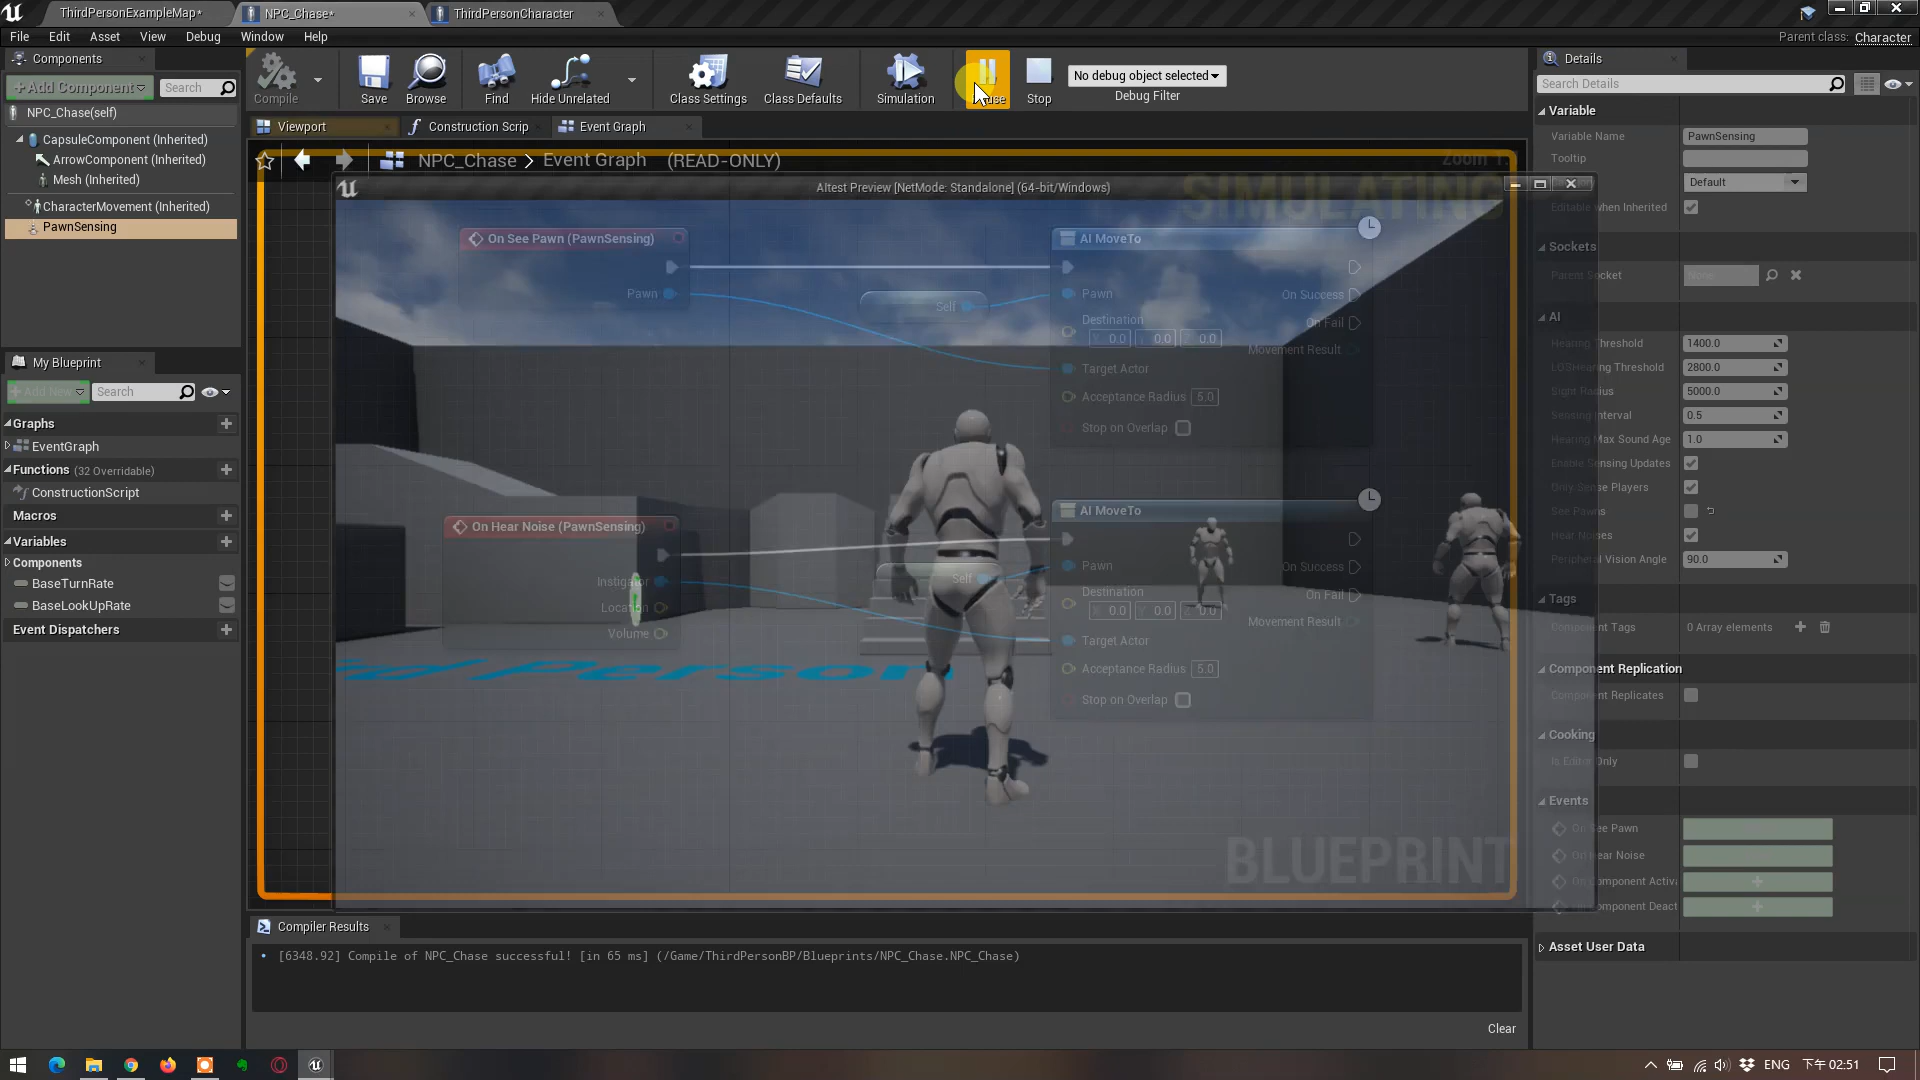 ThirdPersonExampleMap*
NPC_Chase*
ThirdPersonCharacter
File Edit Asset View Debug Window Help
Parent class: Character
Components
+Add Component
Search
NPC_Chase(self)
CapsuleComponent (Inherited)
ArrowComponent (Inherited)
Mesh (Inherited)
CharacterMovement (Inherited)
PawnSensing
My Blueprint
+Add New
Search
Graphs
EventGraph
Functions (32 Overridable)
ConstructionScript
Macros
Variables
Components
BaseTurnRate
BaseLookUpRate
Event Dispatchers
Compile
Save
Browse
Find
Hide Unrelated
Class Settings
Class Defaults
Simulation
Stop
No debug object selected
Debug Filter
Viewport
Construction Scrip
Event Graph
NPC_Chase > Event Graph (READ-ONLY)
SIMULATING
AItest Preview [NetMode: Standalone] (64-bit/Windows)
On See Pawn (PawnSensing)
Pawn
Self
AI MoveTo
Pawn
On Success
Destination
X 0.0 Y 0.0 Z 0.0
On Fail
Movement Result
Target Actor
Acceptance Radius 5.0
Stop on Overlap
On Hear Noise (PawnSensing)
Instigator
Location
Volume
Self
AI MoveTo
Pawn
On Success
Destination
X 0.0 Y 0.0 Z 0.0
On Fail
Movement Result
Target Actor
Acceptance Radius 5.0
Stop on Overlap
Person
BLUEPRINT
Compiler Results
[6348.92] Compile of NPC_Chase successful! [in 65 ms] (/Game/ThirdPersonBP/Blueprints/NPC_Chase.NPC_Chase)
Clear
Details
Search Details
Variable
Variable Name PawnSensing
Tooltip
Default
Editable when Inherited
Sockets
Parent Socket None
AI
Hearing Threshold 1400.0
LOSHearing Threshold 2800.0
Sight Radius 5000.0
Sensing Interval 0.5
Hearing Max Sound Age 1.0
Enable Sensing Updates
Only Sense Players
See Pawns
Hear Noises
Peripheral Vision Angle 90.0
Tags
Component Tags 0 Array elements
Component Replication
Component Replicates
Cooking
Is Editor Only
Events
On See Pawn
On Hear Noise
On Component Activ
On Component Deact
Asset User Data
ENG
下午 02:51